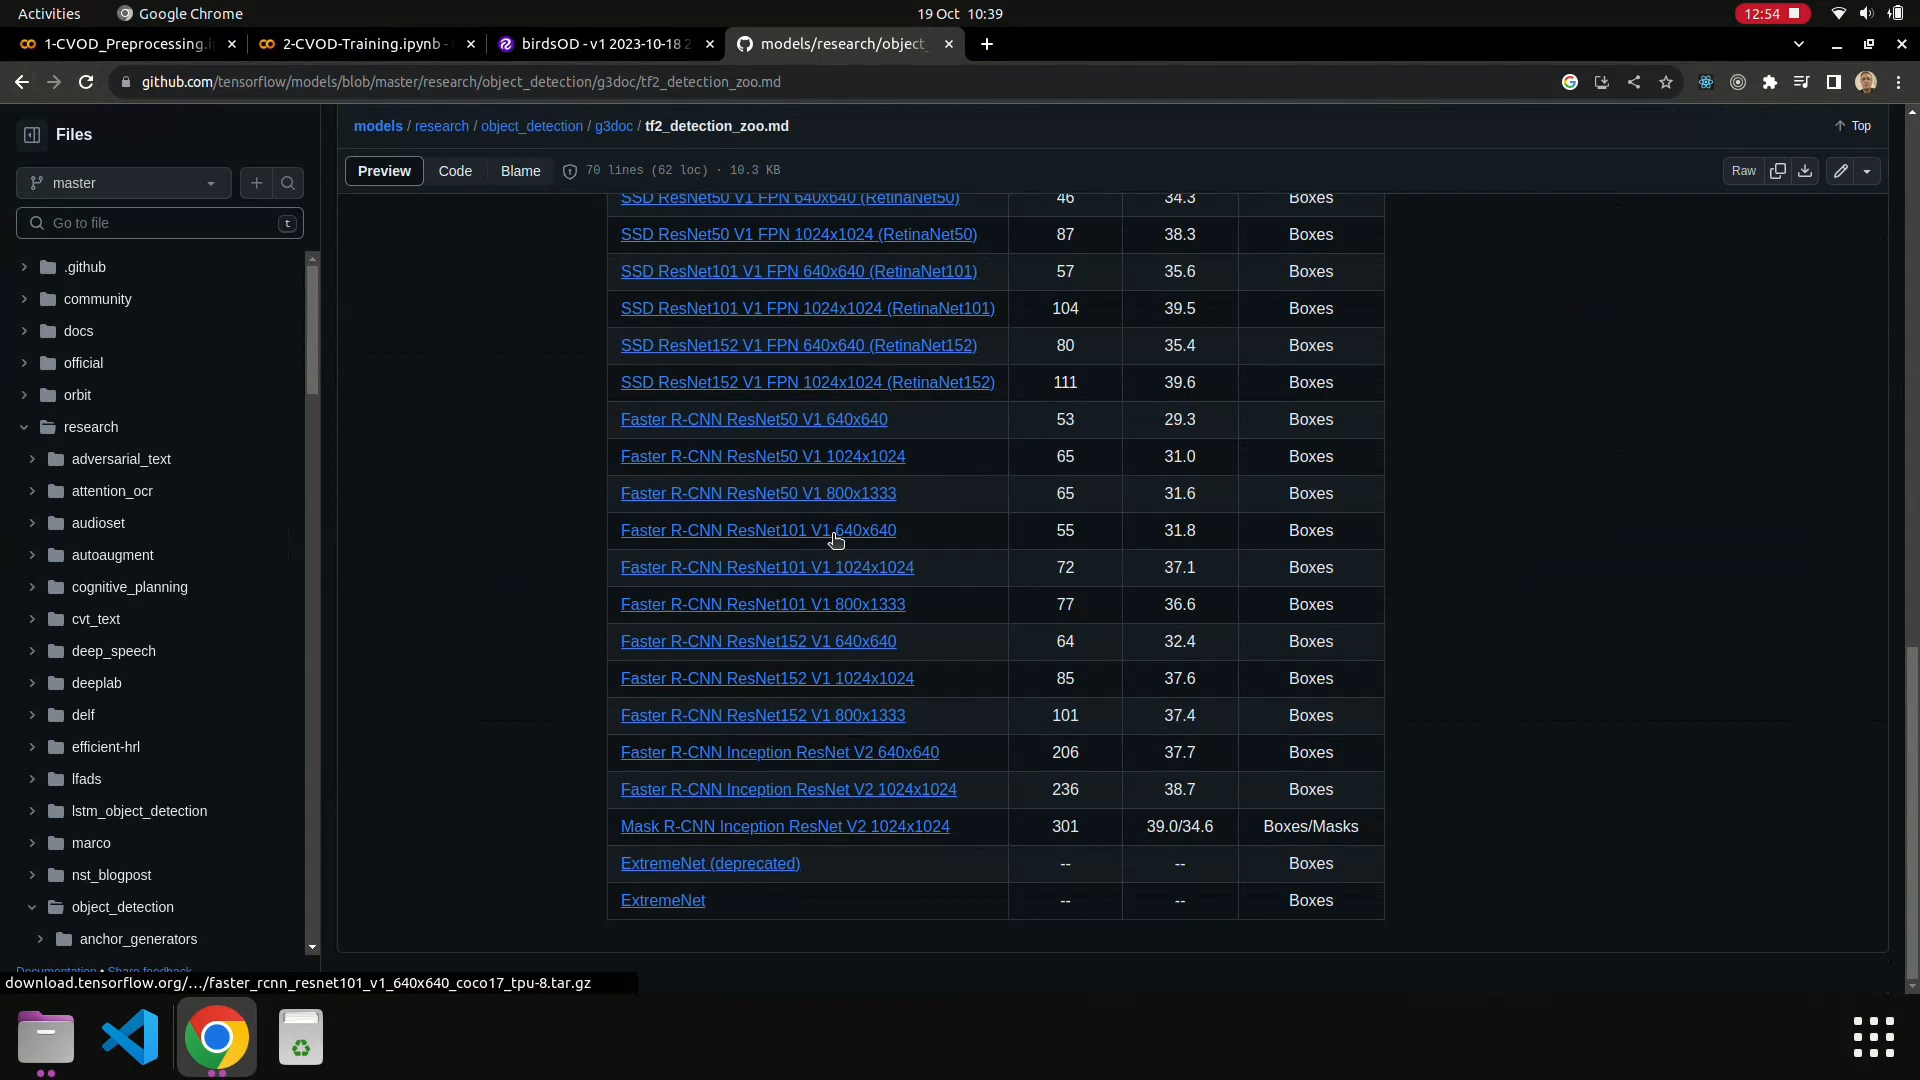 Activities Google Chrome 19 Oct 10:39 12:54
1-CVOD_Preprocessing.i 2-CVOD-Training.ipynb - birdsOD - v1 2023-10-18 2 models/research/object_
github.com/tensorflow/models/blob/master/research/object_detection/g3doc/tf2_detection_zoo.md
Files
master
Go to file t
.github
community
docs
official
orbit
research
adversarial_text
attention_ocr
audioset
autoaugment
cognitive_planning
cvt_text
deep_speech
deeplab
delf
efficient-hrl
lfads
lstm_object_detection
marco
nst_blogpost
object_detection
anchor_generators
Documentation • Share feedback
models / research / object_detection / g3doc / tf2_detection_zoo.md Top
Preview Code Blame 70 lines (62 loc) · 10.3 KB Raw
SSD ResNet50 V1 FPN 640x640 (RetinaNet50) 46 34.3 Boxes
SSD ResNet50 V1 FPN 1024x1024 (RetinaNet50) 87 38.3 Boxes
SSD ResNet101 V1 FPN 640x640 (RetinaNet101) 57 35.6 Boxes
SSD ResNet101 V1 FPN 1024x1024 (RetinaNet101) 104 39.5 Boxes
SSD ResNet152 V1 FPN 640x640 (RetinaNet152) 80 35.4 Boxes
SSD ResNet152 V1 FPN 1024x1024 (RetinaNet152) 111 39.6 Boxes
Faster R-CNN ResNet50 V1 640x640 53 29.3 Boxes
Faster R-CNN ResNet50 V1 1024x1024 65 31.0 Boxes
Faster R-CNN ResNet50 V1 800x1333 65 31.6 Boxes
Faster R-CNN ResNet101 V1 640x640 55 31.8 Boxes
Faster R-CNN ResNet101 V1 1024x1024 72 37.1 Boxes
Faster R-CNN ResNet101 V1 800x1333 77 36.6 Boxes
Faster R-CNN ResNet152 V1 640x640 64 32.4 Boxes
Faster R-CNN ResNet152 V1 1024x1024 85 37.6 Boxes
Faster R-CNN ResNet152 V1 800x1333 101 37.4 Boxes
Faster R-CNN Inception ResNet V2 640x640 206 37.7 Boxes
Faster R-CNN Inception ResNet V2 1024x1024 236 38.7 Boxes
Mask R-CNN Inception ResNet V2 1024x1024 301 39.0/34.6 Boxes/Masks
ExtremeNet (deprecated) -- -- Boxes
ExtremeNet -- -- Boxes
download.tensorflow.org/.../faster_rcnn_resnet101_v1_640x640_coco17_tpu-8.tar.gz